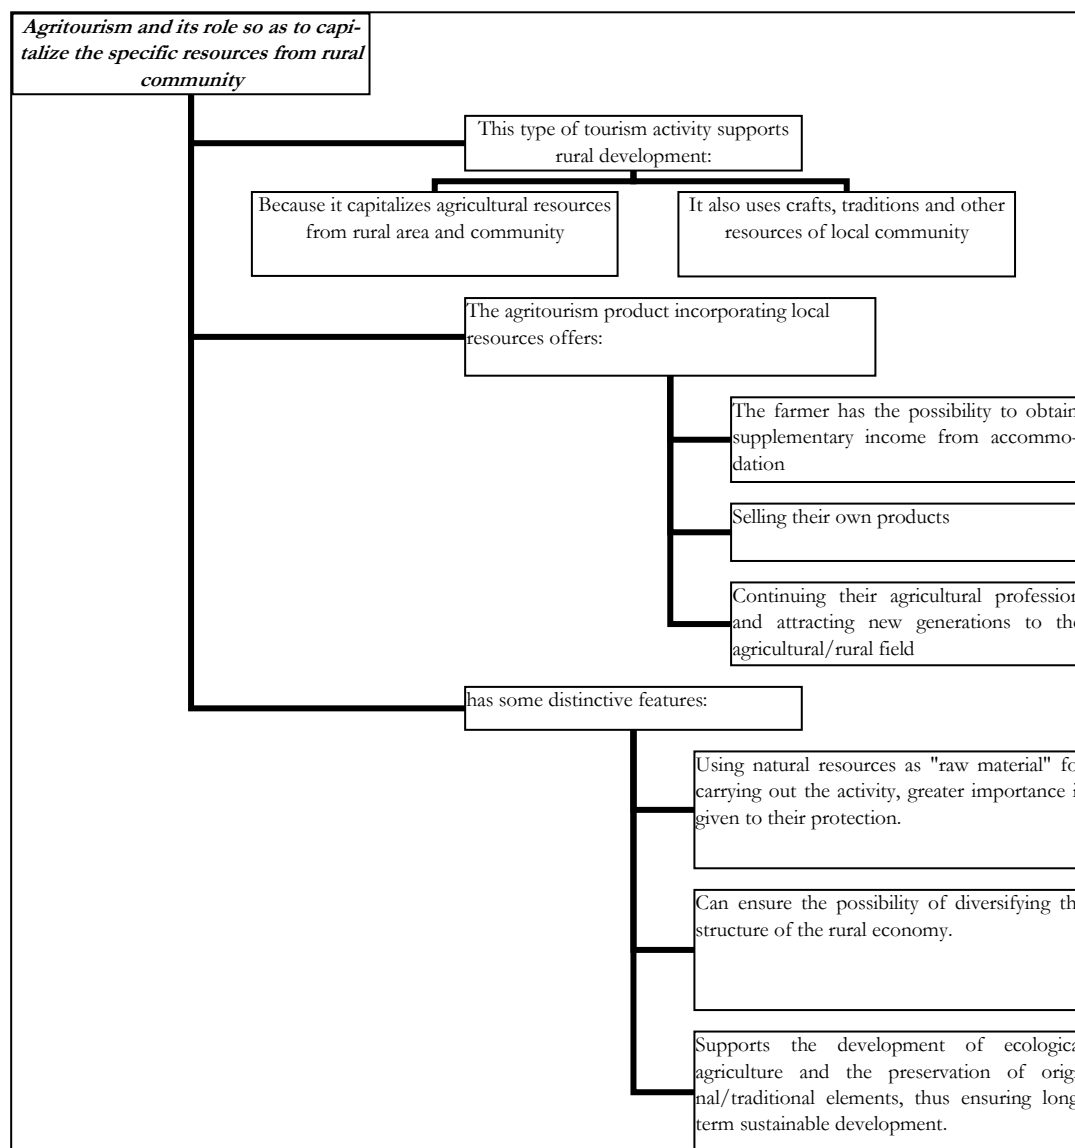 Agritourism and its role so as to capi-
talize the specific resources from rural
community
This type of tourism activity supports
rural development:
Because it capitalizes agricultural resources
from rural area and community
It also uses crafts, traditions and other
resources of local community
The agritourism product incorporating local
resources offers:
The farmer has the possibility to obtain
supplementary income from accommo-
dation
Selling their own products
Continuing their agricultural profession
and attracting new generations to the
agricultural/rural field
has some distinctive features:
Using natural resources as "raw material" fo
carrying out the activity, greater importance i
given to their protection.
Can ensure the possibility of diversifying th
structure of the rural economy.
Supports the development of ecologica
agriculture and the preservation of orig
nal/traditional elements, thus ensuring long
term sustainable development.